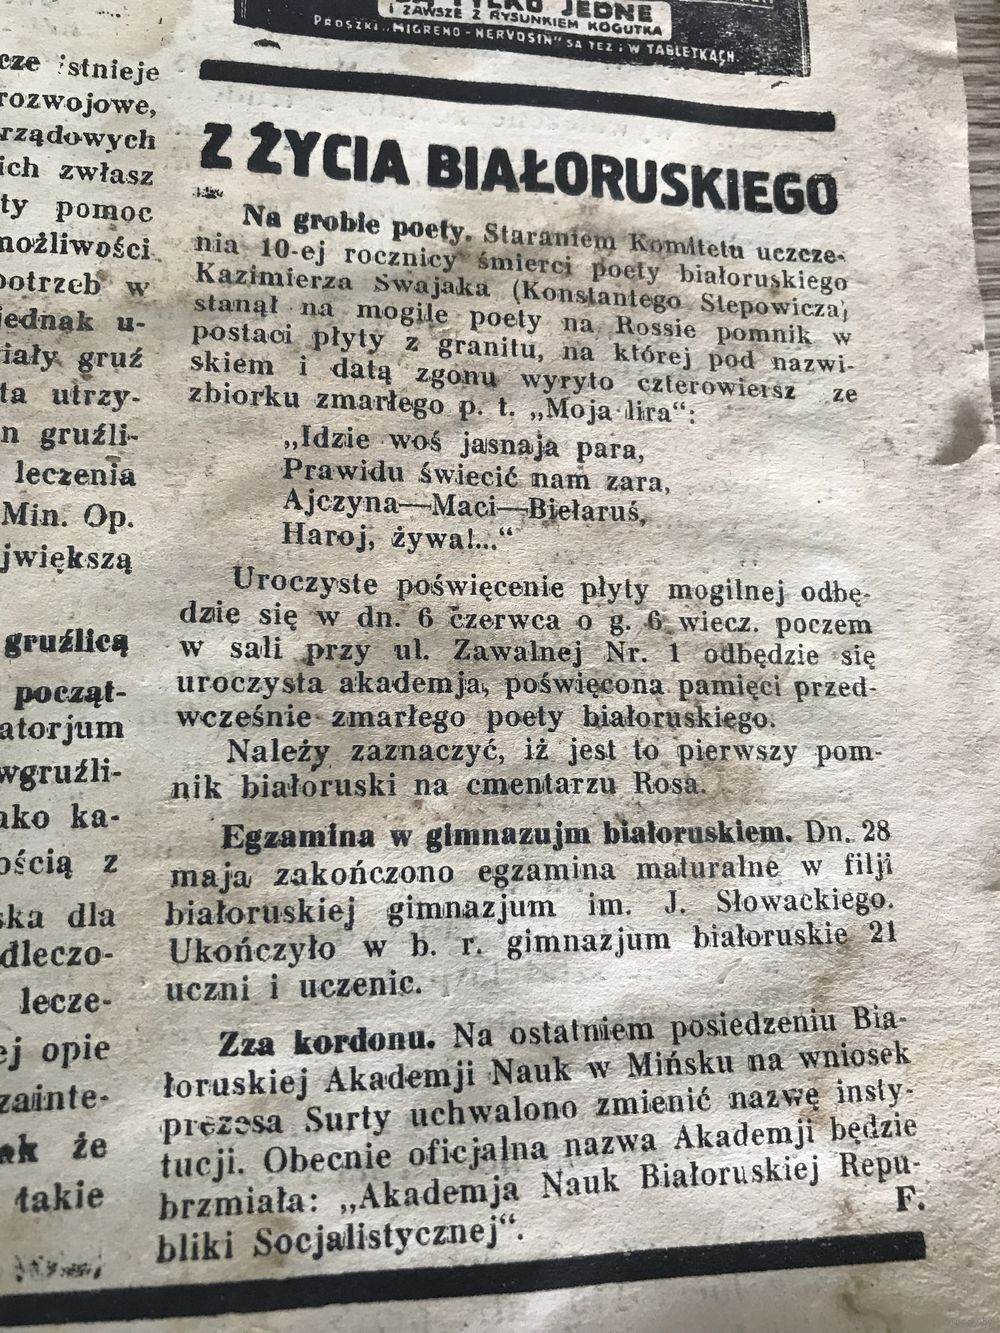 TYLKO JEDNE
I ZAWSZE Z RYSUNKIEM KOGUTKA
PROSZKI „MIGRENO-NERVOSIN" SĄ TEŻ I W TABLETKACH
cze istnieje
rozwojowe,
rządowych
ich zwłasz
ty pomoc
możliwości
potrzeb w
jednak u-
iały gruź
ta utrzy-
n gruźli-
leczenia
Min. Op.
jwiększą
gruźlicą
począt-
atorjum
wgruźli-
ako ka-
ością z
ska dla
dleczo-
lecze-
ej opie
zainte-
ak że
takie
Z ŻYCIA BIAŁORUSKIEGO
Na grobie poety. Staraniem Komitetu uczcze-
nia 10-ej rocznicy śmierci poety białoruskiego
Kazimierza Swajaka (Konstantego Stepowicza)
stanął na mogile poety na Rossie pomnik w
postaci płyty z granitu, na której pod nazwi-
skiem i datą zgonu wyryto czterowiersz ze
zbiorku zmarłego p. t. „Moja lira":
„Idzie woś jasnaja para,
Prawidu świecić nam zara,
Ajczyna—Maci—Biełaruś,
Haroj, żywa!..."
Uroczyste poświęcenie płyty mogilnej odbę-
dzie się w dn. 6 czerwca o g. 6 wiecz. poczem
w sali przy ul. Zawalnej Nr. 1 odbędzie się
uroczysta akademja, poświęcona pamięci przed-
wcześnie zmarłego poety białoruskiego.
Należy zaznaczyć, iż jest to pierwszy pom-
nik białoruski na cmentarzu Rosa.
Egzamina w gimnazujm białoruskiem. Dn. 28
maja zakończono egzamina maturalne w filji
białoruskiej gimnazjum im. J. Słowackiego.
Ukończyło w b. r. gimnazjum białoruskie 21
uczni i uczenic.
Zza kordonu. Na ostatniem posiedzeniu Bia-
łoruskiej Akademji Nauk w Mińsku na wniosek
prezesa Surty uchwalono zmienić nazwę insty-
tucji. Obecnie oficjalna nazwa Akademji będzie
brzmiała: „Akademja Nauk Białoruskiej Repu-
bliki Socjalistycznej".
F.